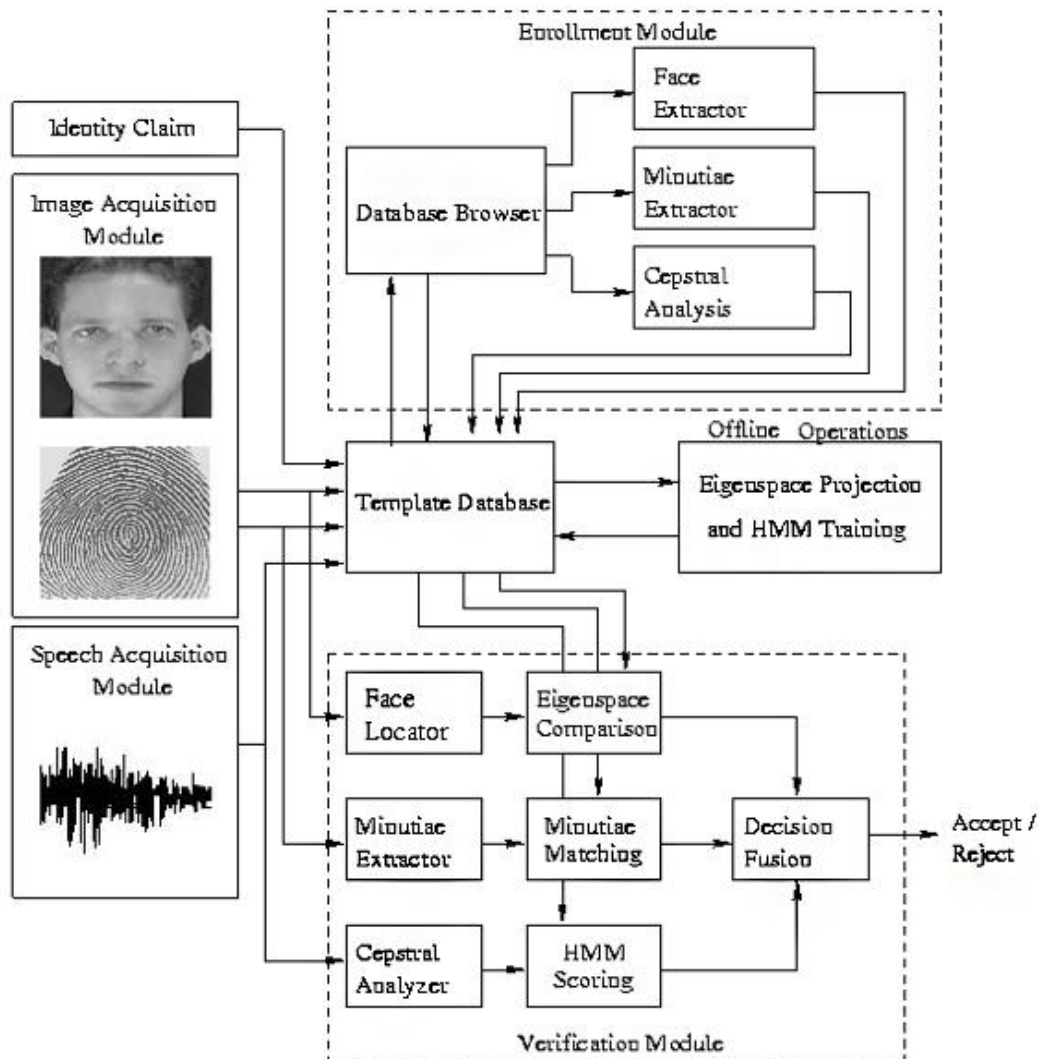 Enrollment Module
Face
Extractor
Identity Claim
Minutiae
Extractor
Image Acquisition
Module
Database Browser
Cepstral
Analysis
Offline Operations
Template Database
Eigenspace Projection
and HMM Training
Speech Acquisition
Module
Face
Locator
Eigenspace
Comparison
Minutiae
Extractor
Minutiae
Matching
Decision
Fusion
Accept /
Reject
Cepstral
Analyzer
HMM
Scoring
Verification Module